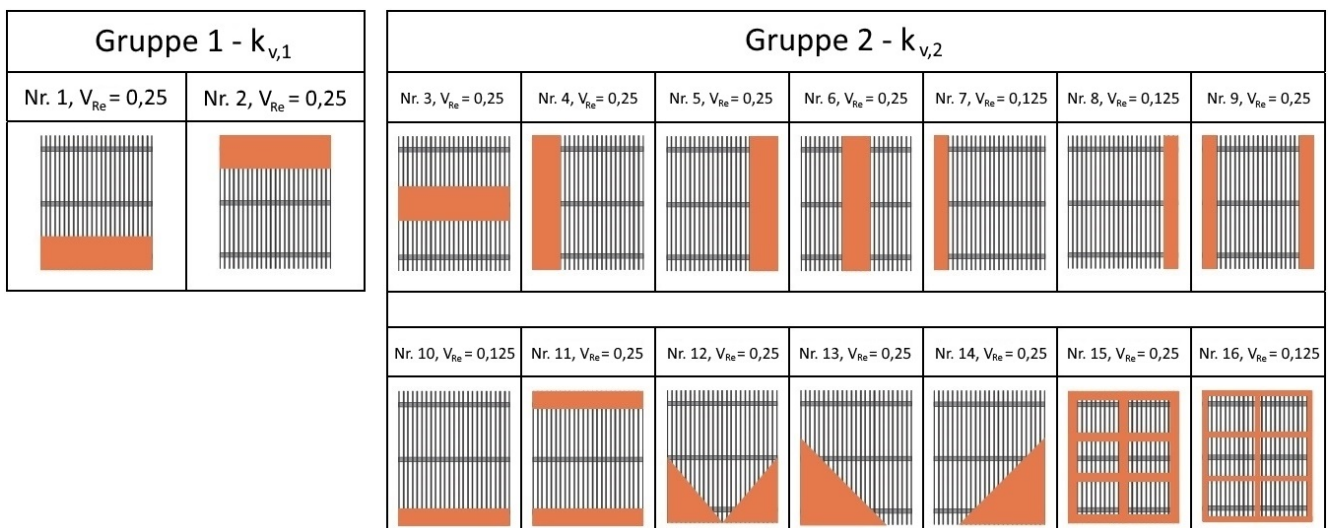 Gruppe 1 - k v,1
Gruppe 2 - k v,2
Nr. 1, V Re = 0,25
Nr. 2, V Re = 0,25
Nr. 3, V Re = 0,25
Nr. 4, V Re = 0,25
Nr. 5, V Re = 0,25
Nr. 6, V Re = 0,25
Nr. 7, V Re = 0,125
Nr. 8, V Re = 0,125
Nr. 9, V Re = 0,25
Nr. 10, V Re = 0,125
Nr. 11, V Re = 0,25
Nr. 12, V Re = 0,25
Nr. 13, V Re = 0,25
Nr. 14, V Re = 0,25
Nr. 15, V Re = 0,25
Nr. 16, V Re = 0,125